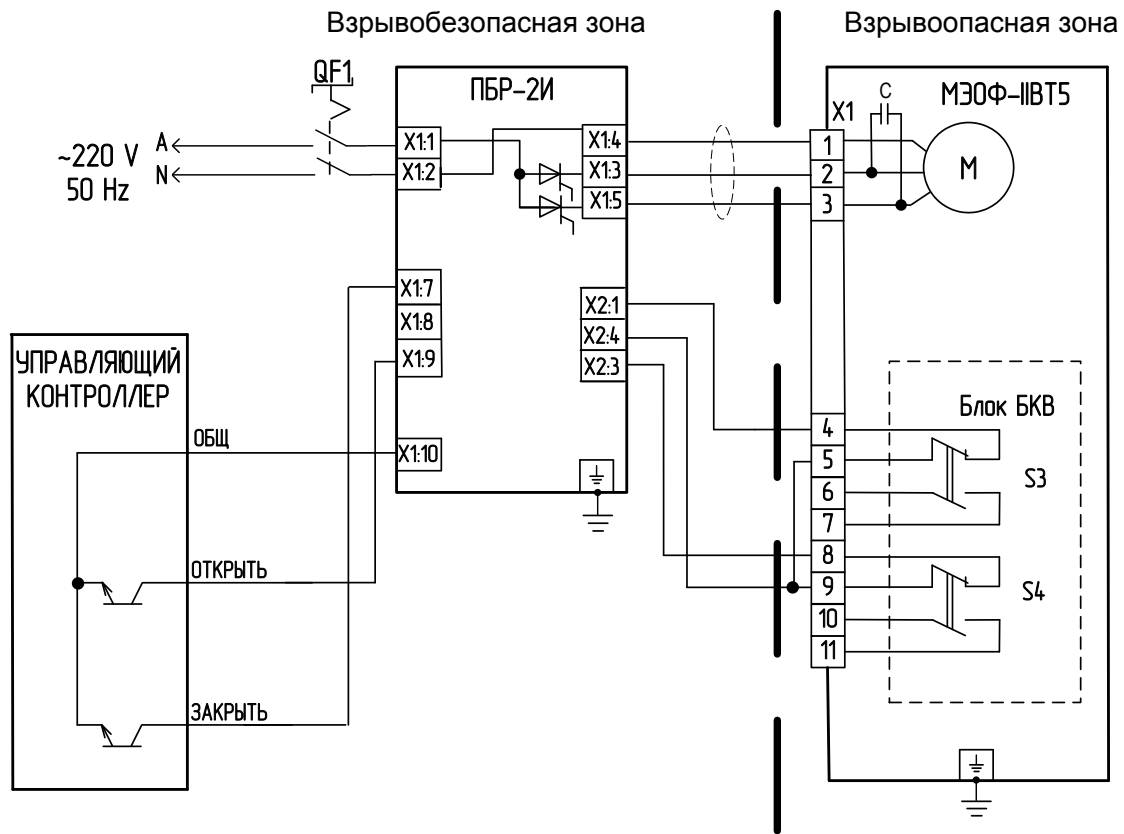 Взрывобезопасная зона
Взрывоопасная зона
QF1
ПБР-2И
МЭОФ-IIВТ5
~220 V
50 Hz
A
N
X1:1
X1:2
X1:4
X1:3
X1:5
X1
C
1
2
3
M
X1:7
X1:8
X1:9
X1:10
X2:1
X2:4
X2:3
УПРАВЛЯЮЩИЙ
КОНТРОЛЛЕР
ОБЩ
ОТКРЫТЬ
ЗАКРЫТЬ
Блок БКВ
4
5
6
7
8
9
10
11
S3
S4